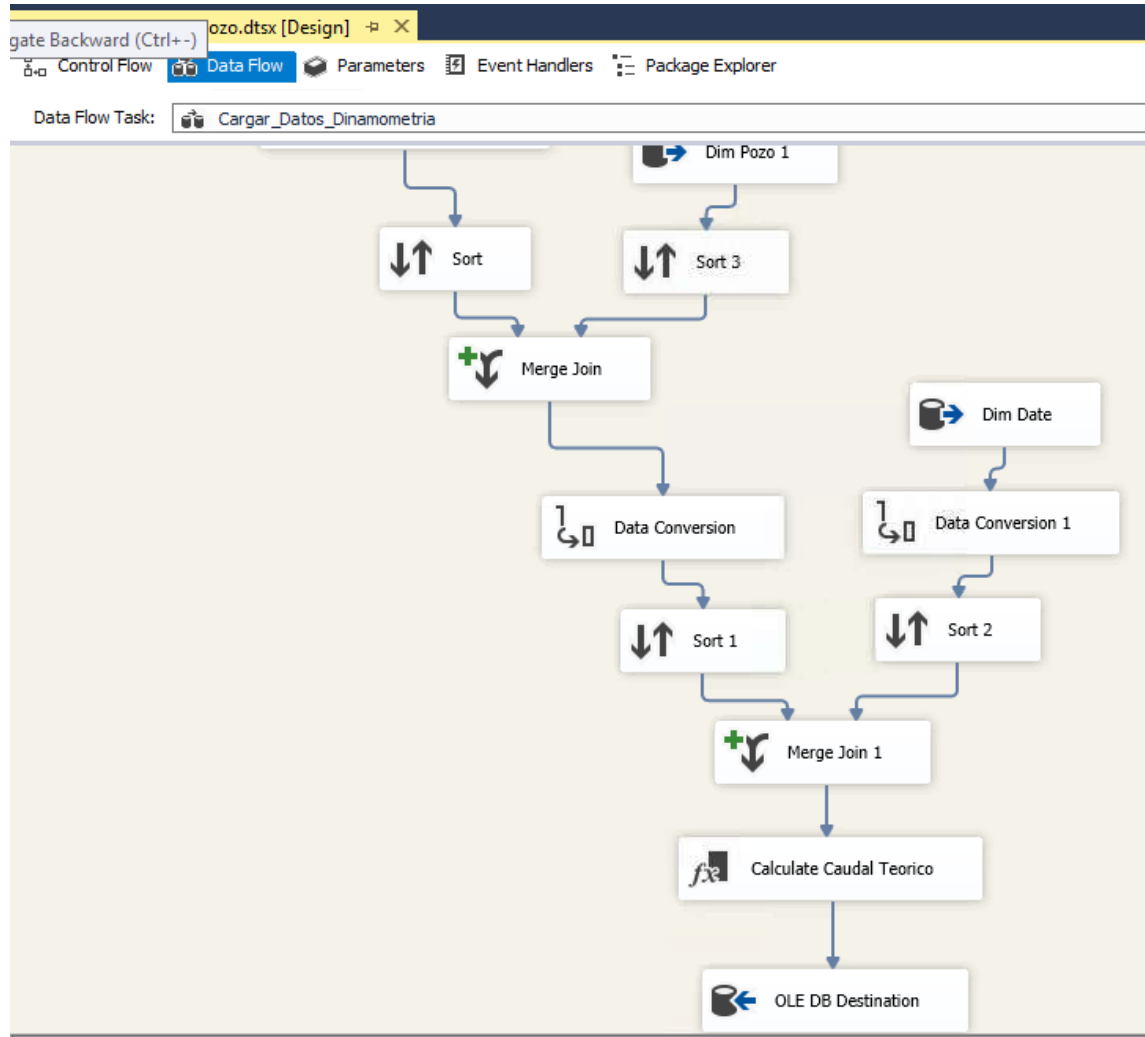 gate Backward (Ctrl+-)
ozo.dtsx [Design]
Control Flow Data Flow Parameters Event Handlers Package Explorer
Data Flow Task: Cargar_Datos_Dinamometria
Dim Pozo 1
Sort
Sort 3
Merge Join
Dim Date
Data Conversion
Data Conversion 1
Sort 1
Sort 2
Merge Join 1
Calculate Caudal Teorico
OLE DB Destination